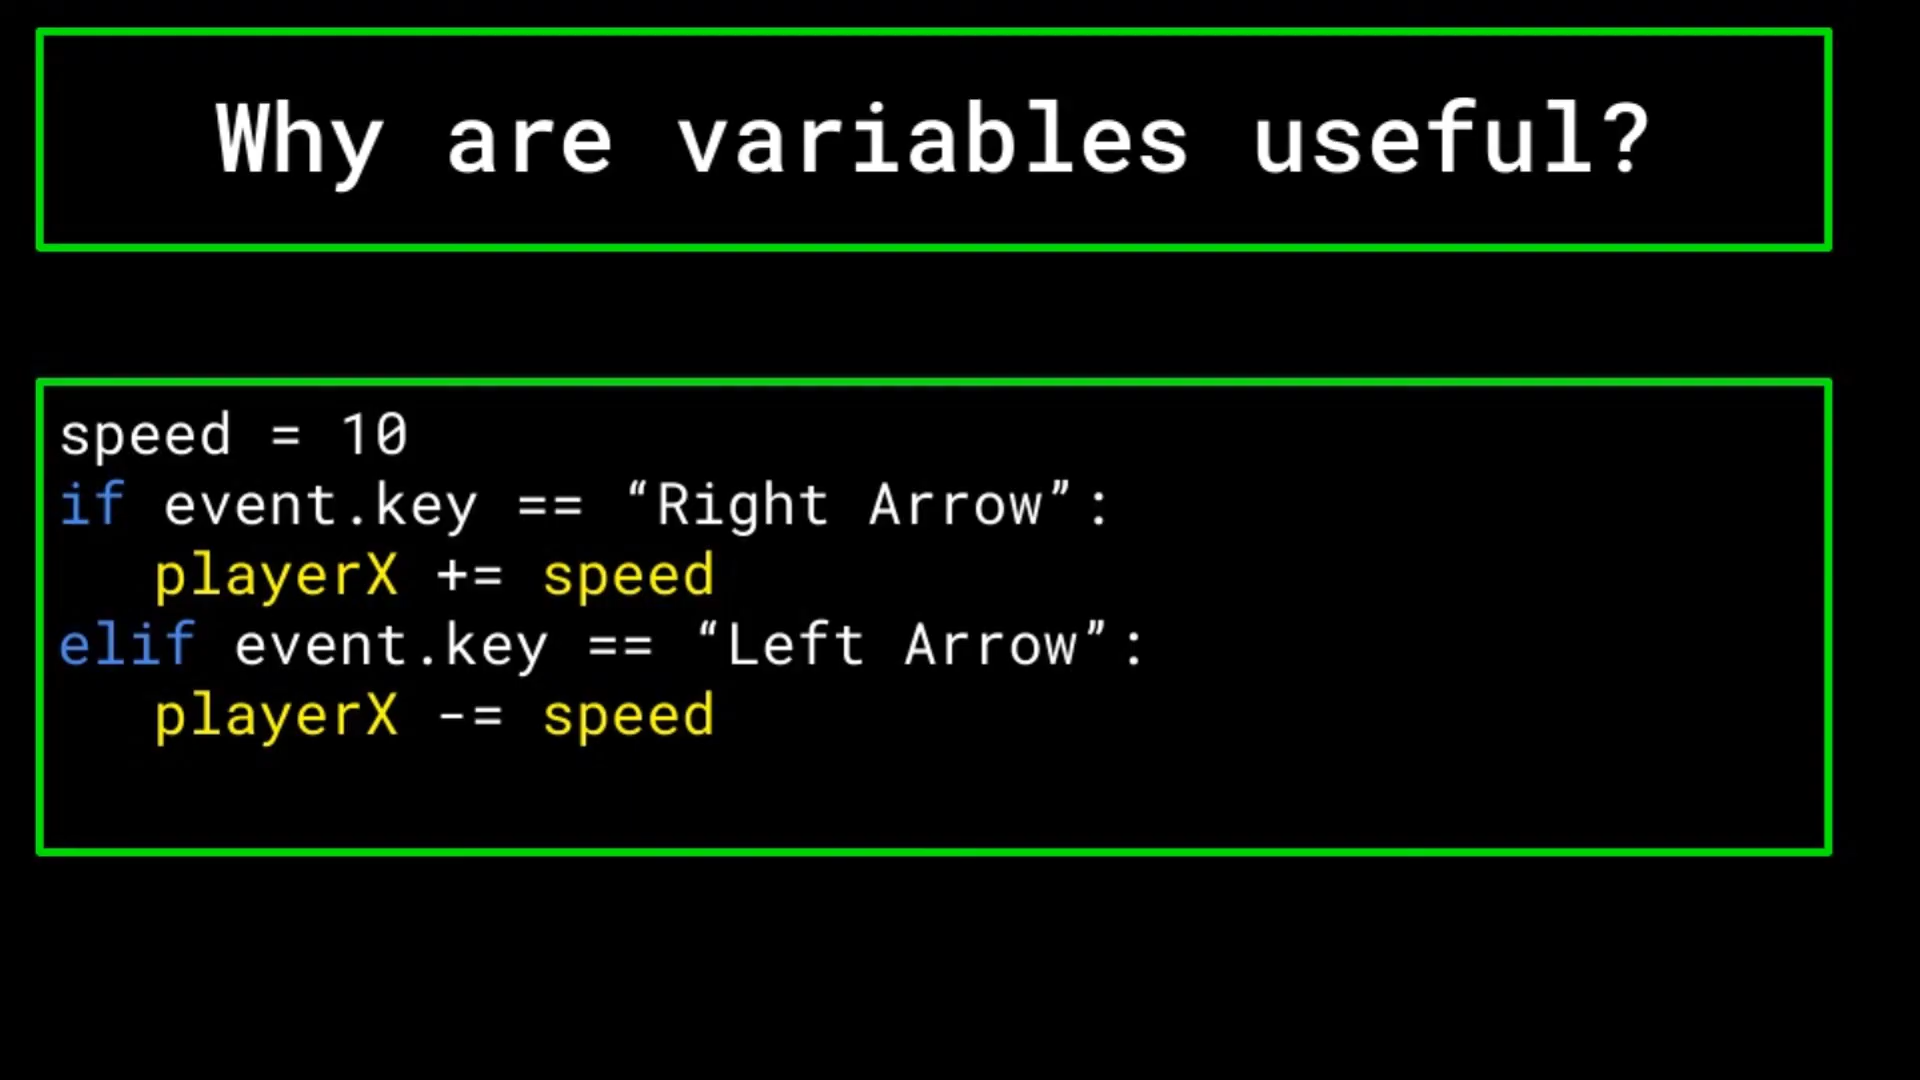 Why are variables useful?
speed = 10
if event.key == “Right Arrow”:
playerX += speed
elif event.key == “Left Arrow”:
playerX -= speed